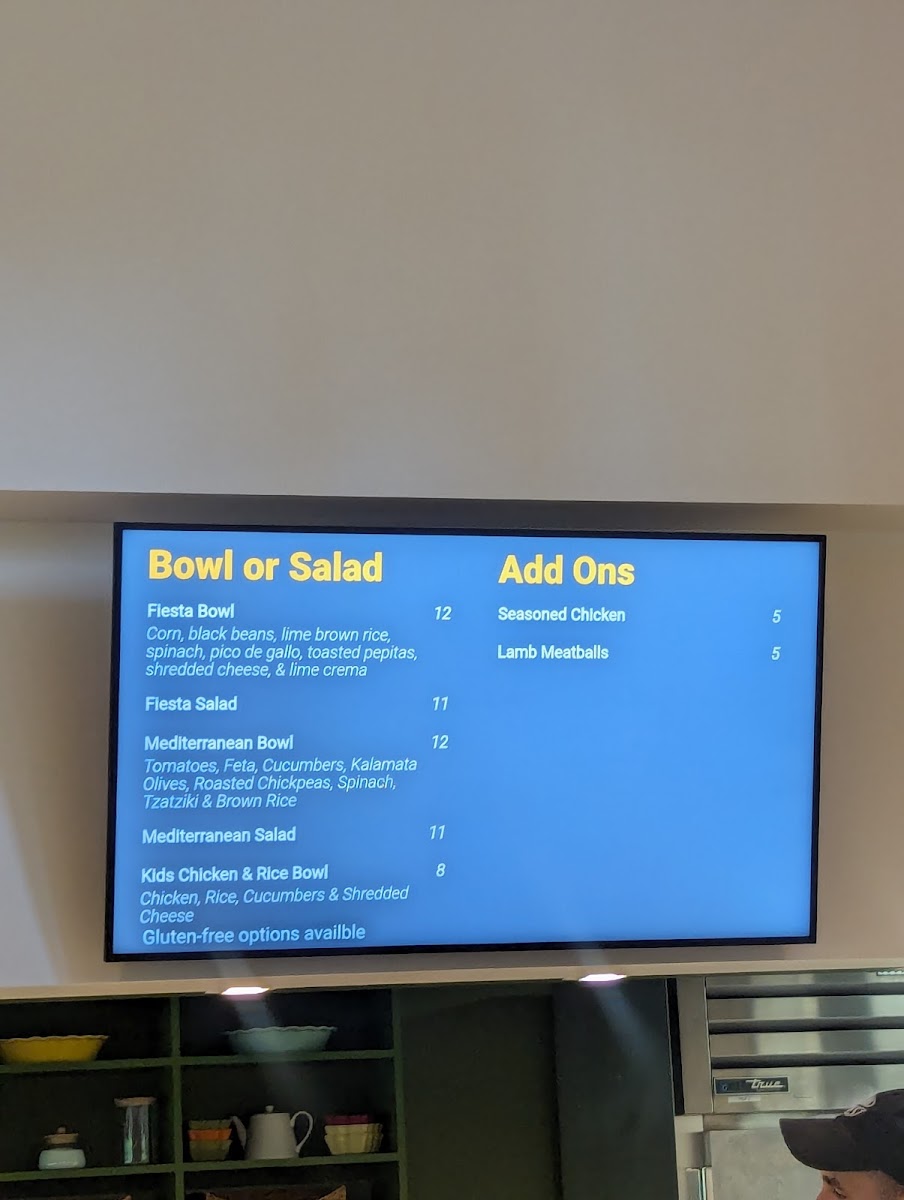 Bowl or Salad
Fiesta Bowl 12
Corn, black beans, lime brown rice,
spinach, pico de gallo, toasted pepitas,
shredded cheese, & lime crema
Fiesta Salad 11
Mediterranean Bowl 12
Tomatoes, Feta, Cucumbers, Kalamata
Olives, Roasted Chickpeas, Spinach,
Tzatziki & Brown Rice
Mediterranean Salad 11
Kids Chicken & Rice Bowl 8
Chicken, Rice, Cucumbers & Shredded
Cheese
Gluten-free options availble
Add Ons
Seasoned Chicken 5
Lamb Meatballs 5
true